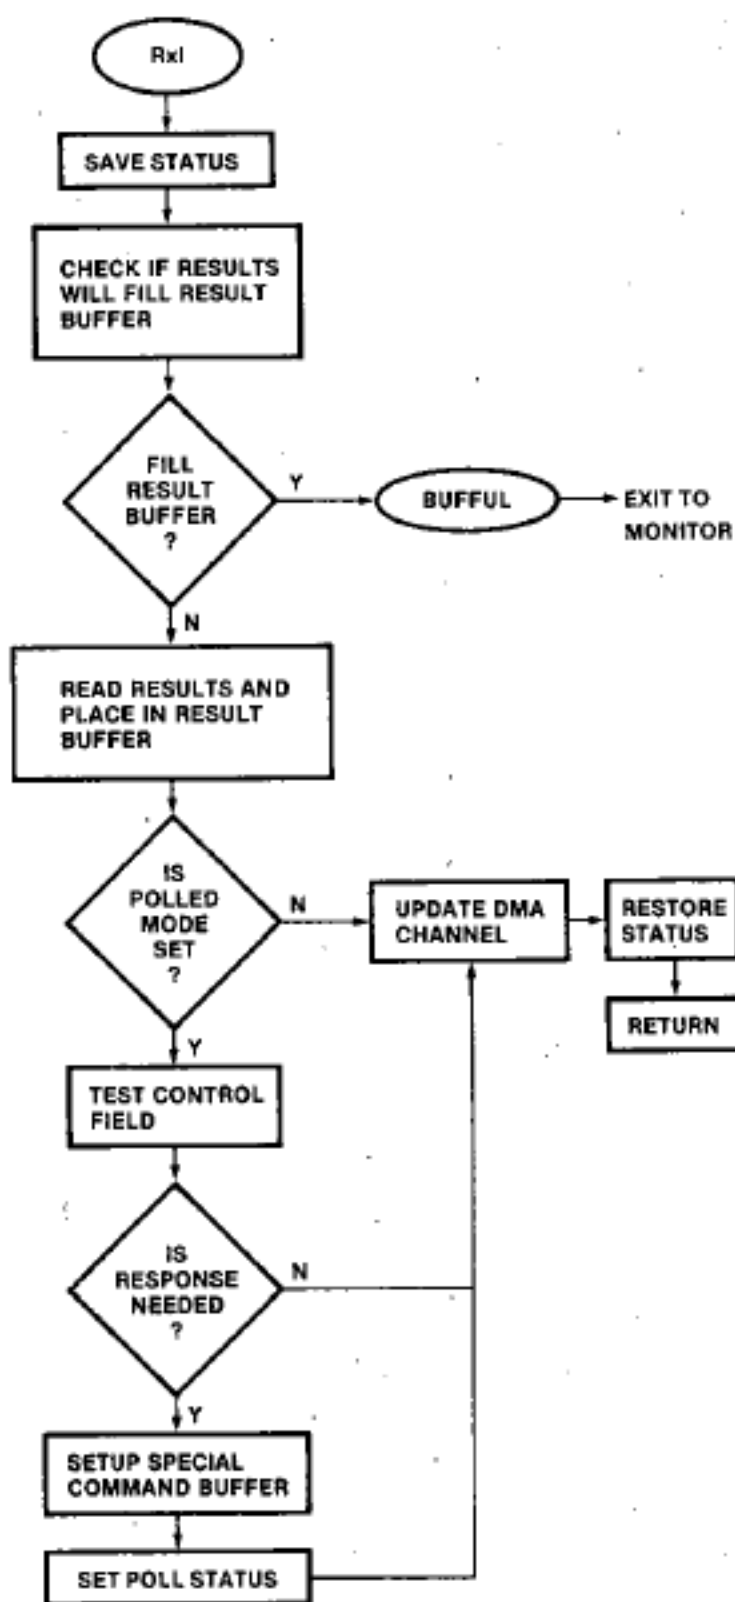 RxI
SAVE STATUS
CHECK IF RESULTS
WILL FILL RESULT
BUFFER
FILL
RESULT
BUFFER
?
Y
BUFFUL
EXIT TO
MONITOR
N
READ RESULTS AND
PLACE IN RESULT
BUFFER
IS
POLLED
MODE
SET
?
N
UPDATE DMA
CHANNEL
RESTORE
STATUS
RETURN
Y
TEST CONTROL
FIELD
IS
RESPONSE
NEEDED
?
N
Y
SETUP SPECIAL
COMMAND BUFFER
SET POLL STATUS